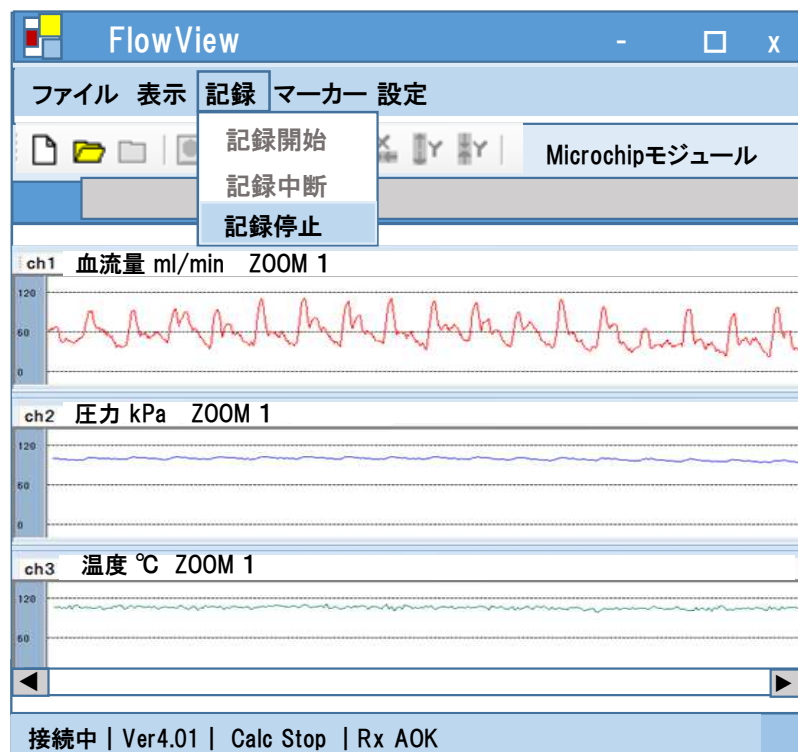 FlowView - □ x
ファイル 表示 記録 マーカー 設定
記録開始
記録中断
記録停止
Y Y Microchipモジュール
ch1 血流量 ml/min ZOOM 1
120
60
0
ch2 圧力 kPa ZOOM 1
120
60
0
ch3 温度 ℃ ZOOM 1
120
60
接続中 | Ver4.01 | Calc Stop | Rx AOK